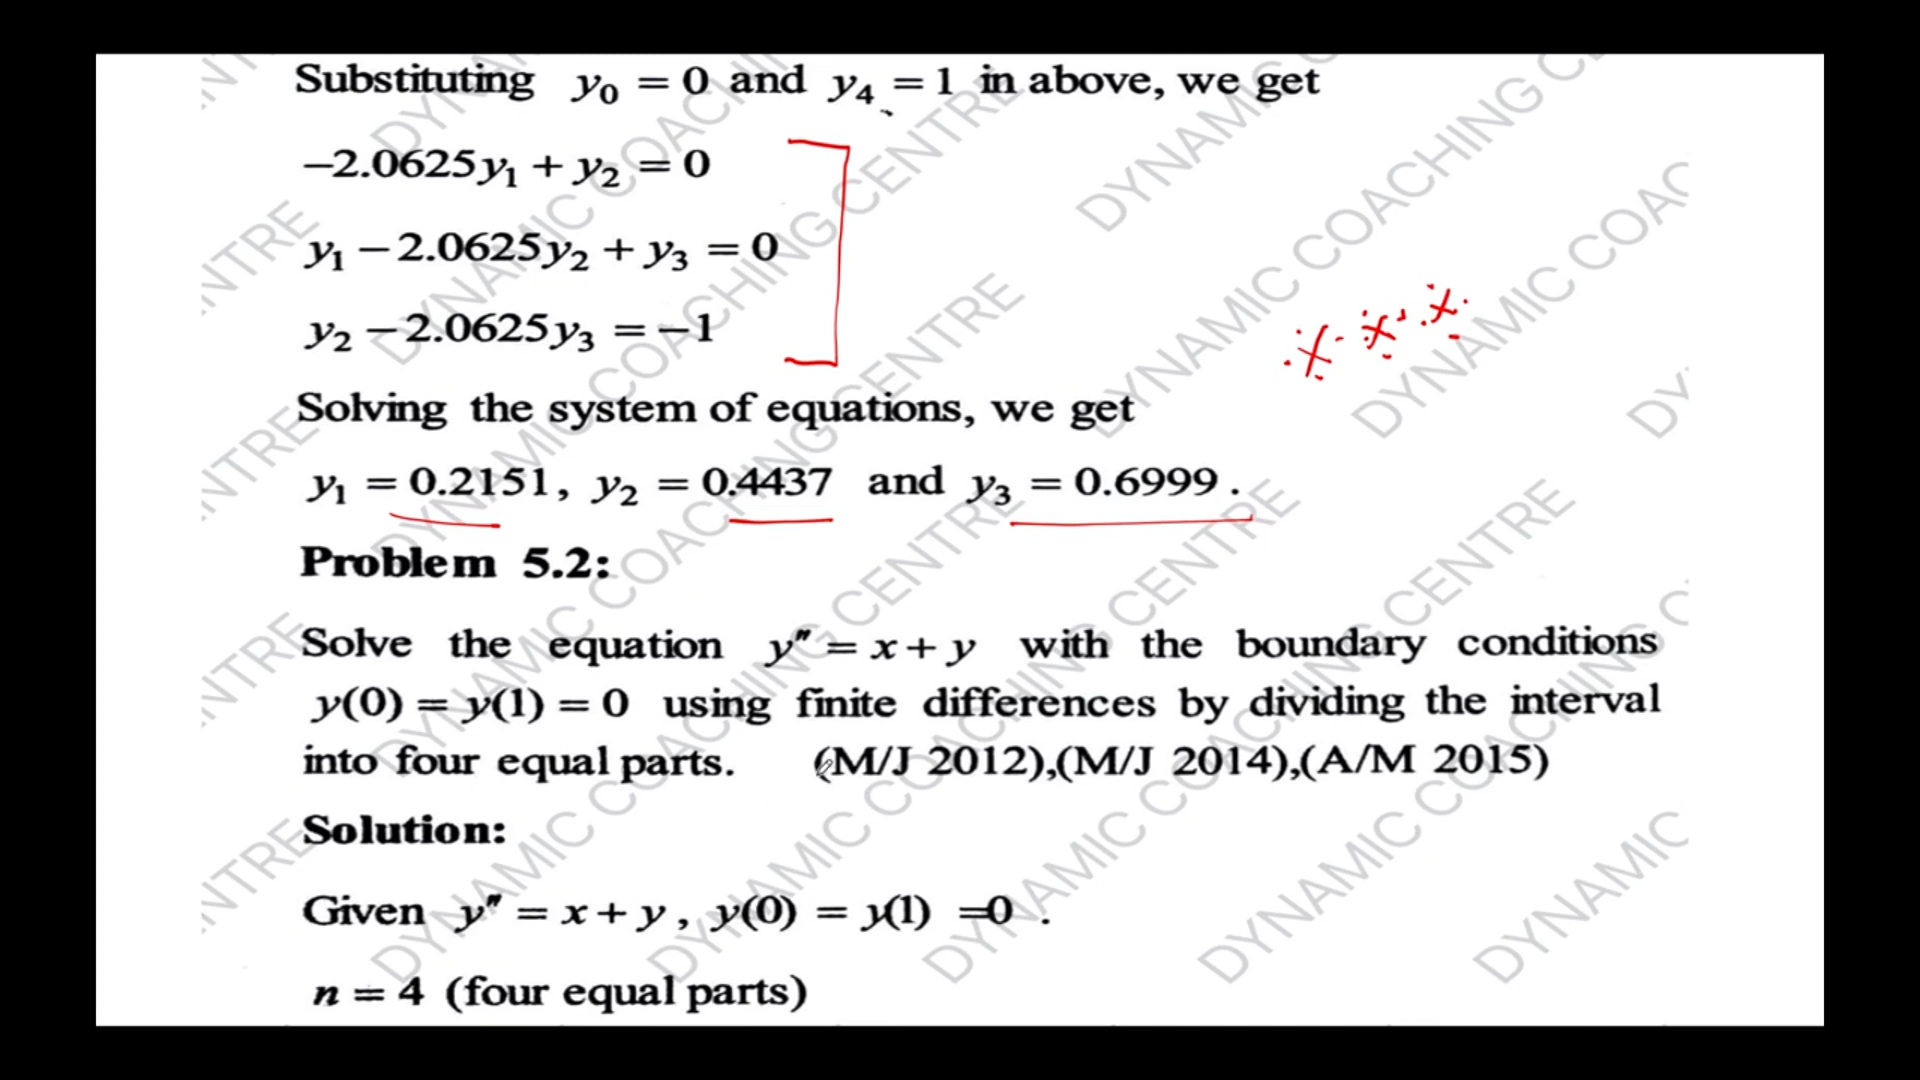 Substituting y₀ = 0 and y₄ = 1 in above, we get
−2.0625y₁ + y₂ = 0
y₁ − 2.0625y₂ + y₃ = 0
y₂ − 2.0625y₃ = −1
Solving the system of equations, we get
y₁ = 0.2151, y₂ = 0.4437 and y₃ = 0.6999 .
Problem 5.2:
Solve the equation y″ = x + y with the boundary conditions
y(0) = y(1) = 0 using finite differences by dividing the interval
into four equal parts. (M/J 2012),(M/J 2014),(A/M 2015)
Solution:
Given y″ = x + y , y(0) = y(1) =0 .
n = 4 (four equal parts)
DYNAMIC COACHING CENTRE